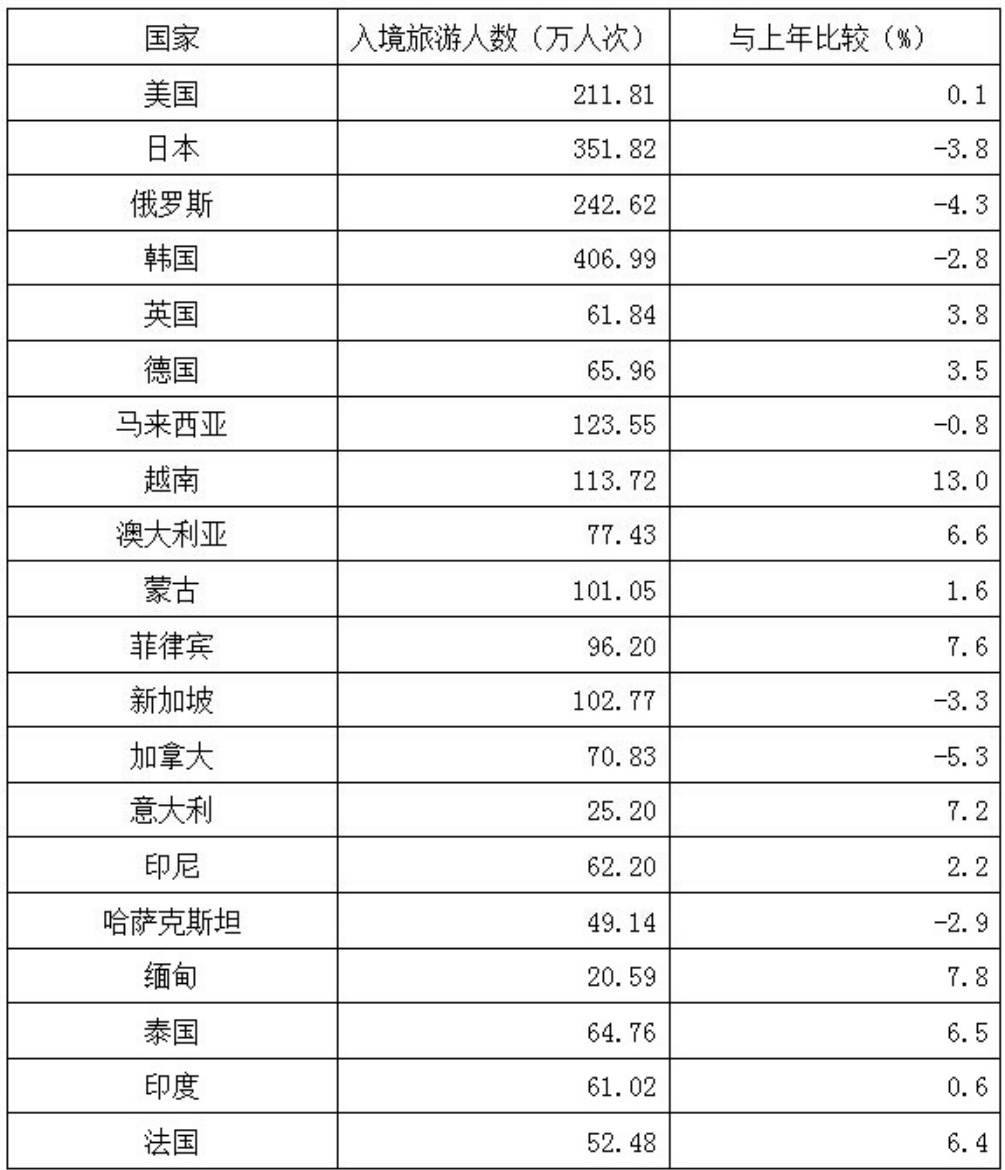 国家 入境旅游人数（万人次） 与上年比较（%）
美国 211.81 0.1
日本 351.82 -3.8
俄罗斯 242.62 -4.3
韩国 406.99 -2.8
英国 61.84 3.8
德国 65.96 3.5
马来西亚 123.55 -0.8
越南 113.72 13.0
澳大利亚 77.43 6.6
蒙古 101.05 1.6
菲律宾 96.20 7.6
新加坡 102.77 -3.3
加拿大 70.83 -5.3
意大利 25.20 7.2
印尼 62.20 2.2
哈萨克斯坦 49.14 -2.9
缅甸 20.59 7.8
泰国 64.76 6.5
印度 61.02 0.6
法国 52.48 6.4